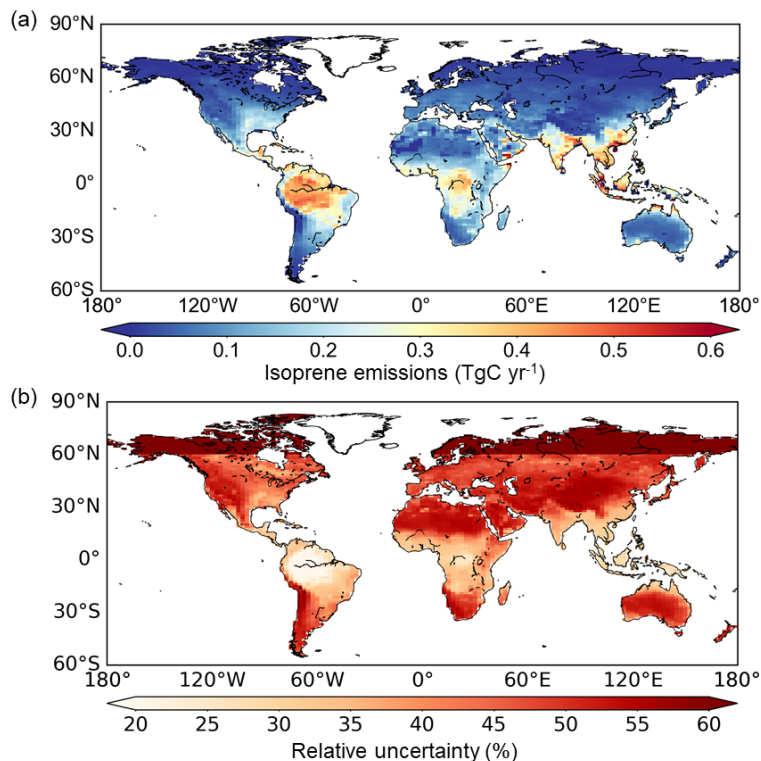 (a)
90°N
60°N
30°N
0°
30°S
60°S
180° 120°W 60°W 0° 60°E 120°E 180°
0.0 0.1 0.2 0.3 0.4 0.5 0.6
Isoprene emissions (TgC yr⁻¹)
(b)
90°N
60°N
30°N
0°
30°S
60°S
180° 120°W 60°W 0° 60°E 120°E 180°
20 25 30 35 40 45 50 55 60
Relative uncertainty (%)